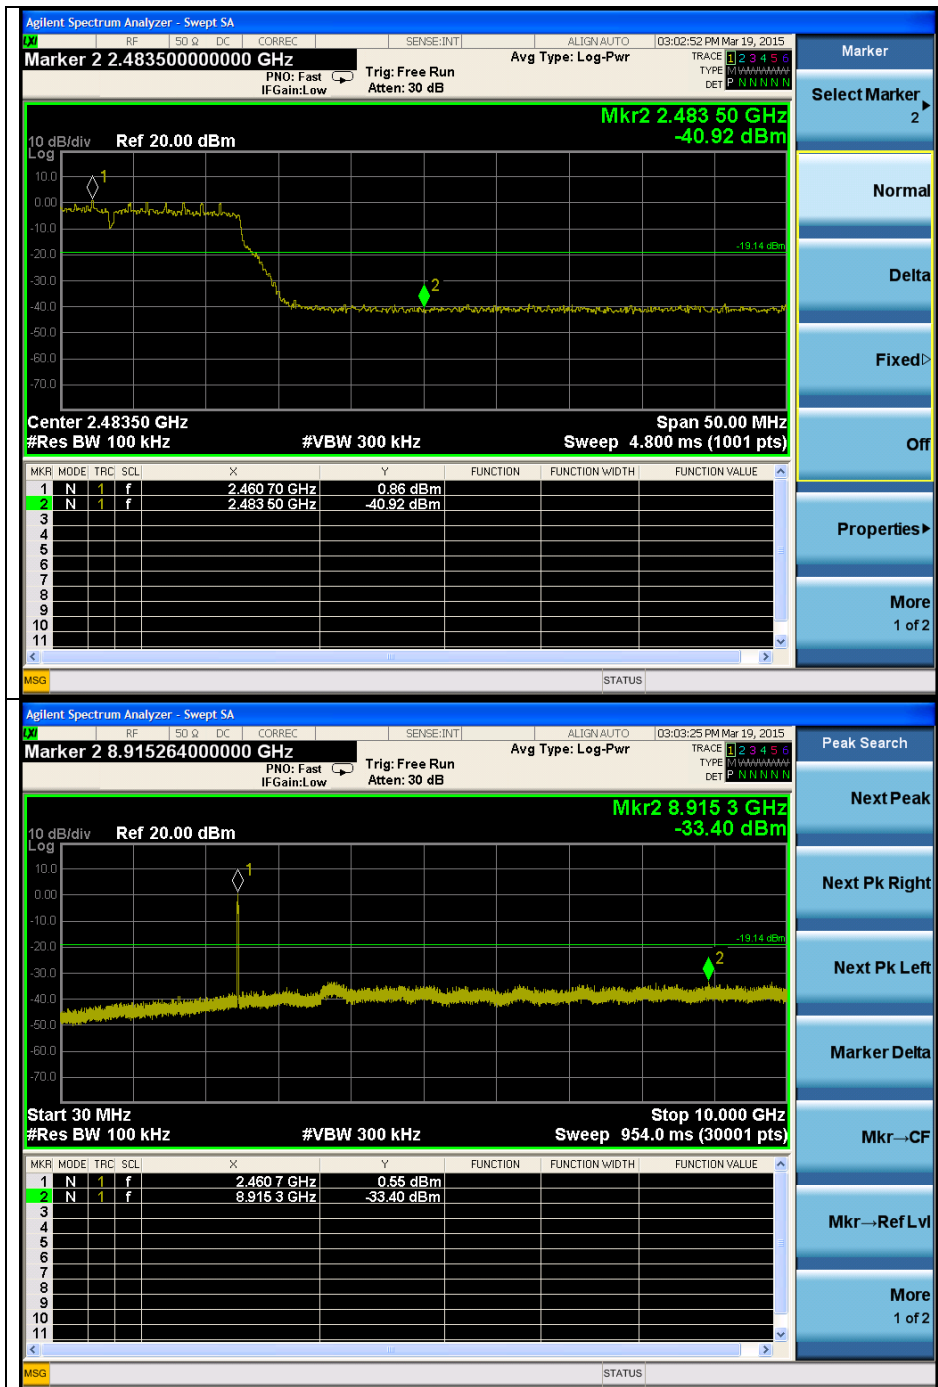 Agilent Spectrum Analyzer - Swept SA
LXI RF 50 Ω DC CORREC SENSE:INT ALIGN AUTO 03:02:52 PM Mar 19, 2015
Marker 2 2.483500000000 GHz
PNO: Fast
IFGain:Low
Trig: Free Run
Atten: 30 dB
Avg Type: Log-Pwr
TRACE 1 2 3 4 5 6
TYPE M WWWWW
DET P N N N N N
Mkr2 2.483 50 GHz
-40.92 dBm
10 dB/div Ref 20.00 dBm
Log
10.0
0.00
-10.0
-20.0
-30.0
-40.0
-50.0
-60.0
-70.0
1
-19.14 dBm
2
Center 2.48350 GHz Span 50.00 MHz
#Res BW 100 kHz #VBW 300 kHz Sweep 4.800 ms (1001 pts)
MKR MODE TRC SCL X Y FUNCTION FUNCTION WIDTH FUNCTION VALUE
1 N 1 f 2.460 70 GHz 0.86 dBm
2 N 1 f 2.483 50 GHz -40.92 dBm
3
4
5
6
7
8
9
10
11
MSG STATUS
Marker
Select Marker
2
Normal
Delta
Fixed
Off
Properties
More
1 of 2
Agilent Spectrum Analyzer - Swept SA
LXI RF 50 Ω DC CORREC SENSE:INT ALIGN AUTO 03:03:25 PM Mar 19, 2015
Marker 2 8.915264000000 GHz
PNO: Fast
IFGain:Low
Trig: Free Run
Atten: 30 dB
Avg Type: Log-Pwr
TRACE 1 2 3 4 5 6
TYPE M WWWWW
DET P N N N N N
Mkr2 8.915 3 GHz
-33.40 dBm
10 dB/div Ref 20.00 dBm
Log
10.0
0.00
-10.0
-20.0
-30.0
-40.0
-50.0
-60.0
-70.0
1
-19.14 dBm
2
Start 30 MHz Stop 10.000 GHz
#Res BW 100 kHz #VBW 300 kHz Sweep 954.0 ms (30001 pts)
MKR MODE TRC SCL X Y FUNCTION FUNCTION WIDTH FUNCTION VALUE
1 N 1 f 2.460 7 GHz 0.55 dBm
2 N 1 f 8.915 3 GHz -33.40 dBm
3
4
5
6
7
8
9
10
11
MSG STATUS
Peak Search
Next Peak
Next Pk Right
Next Pk Left
Marker Delta
Mkr→CF
Mkr→Ref Lvl
More
1 of 2